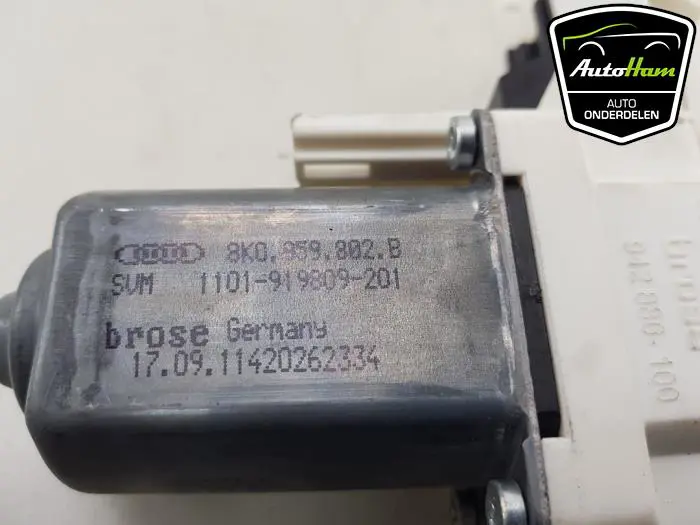 AutoHam
AUTO
ONDERDELEN
8K0.959.802.B
SVM 1101-919809-201
brose Germany
17.09.11420262334